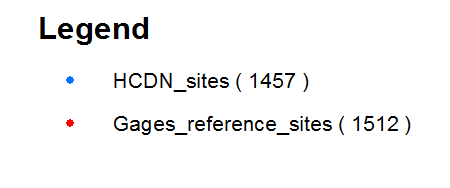 Legend
HCDN_sites ( 1457 )
Gages_reference_sites ( 1512 )